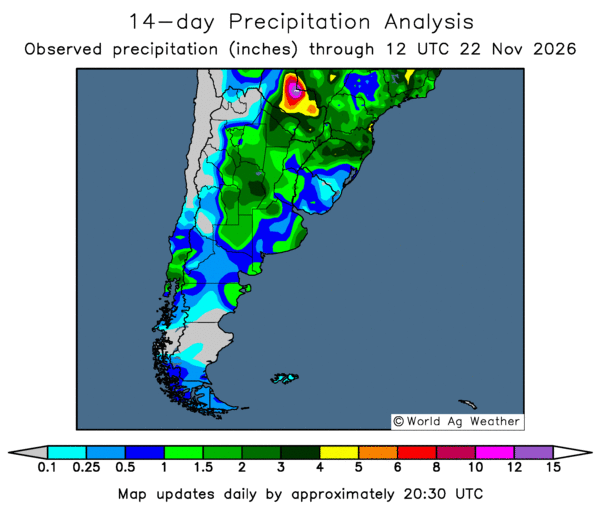 14-day Precipitation Analysis
Observed precipitation (inches) through 12 UTC 22 Nov 2026
© World Ag Weather
0.1 0.25 0.5 1 1.5 2 3 4 5 6 8 10 12 15
Map updates daily by approximately 20:30 UTC